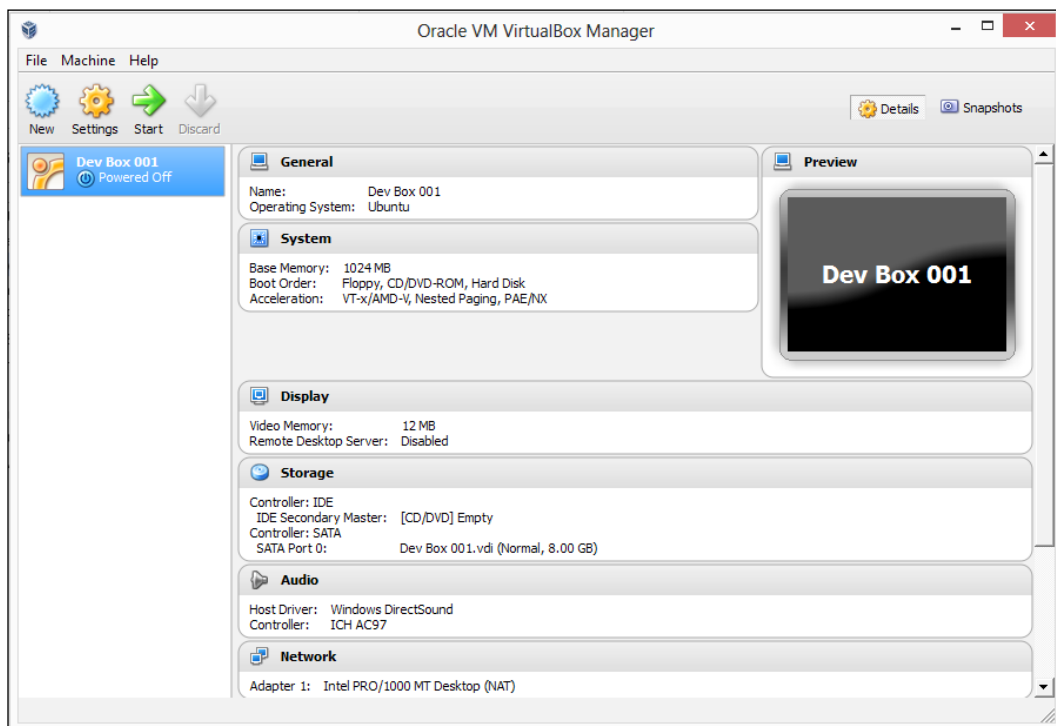 Oracle VM VirtualBox Manager
File Machine Help
New Settings Start Discard
Details Snapshots
Dev Box 001
Powered Off
General
Name: Dev Box 001
Operating System: Ubuntu
System
Base Memory: 1024 MB
Boot Order: Floppy, CD/DVD-ROM, Hard Disk
Acceleration: VT-x/AMD-V, Nested Paging, PAE/NX
Preview
Dev Box 001
Display
Video Memory: 12 MB
Remote Desktop Server: Disabled
Storage
Controller: IDE
IDE Secondary Master: [CD/DVD] Empty
Controller: SATA
SATA Port 0: Dev Box 001.vdi (Normal, 8.00 GB)
Audio
Host Driver: Windows DirectSound
Controller: ICH AC97
Network
Adapter 1: Intel PRO/1000 MT Desktop (NAT)